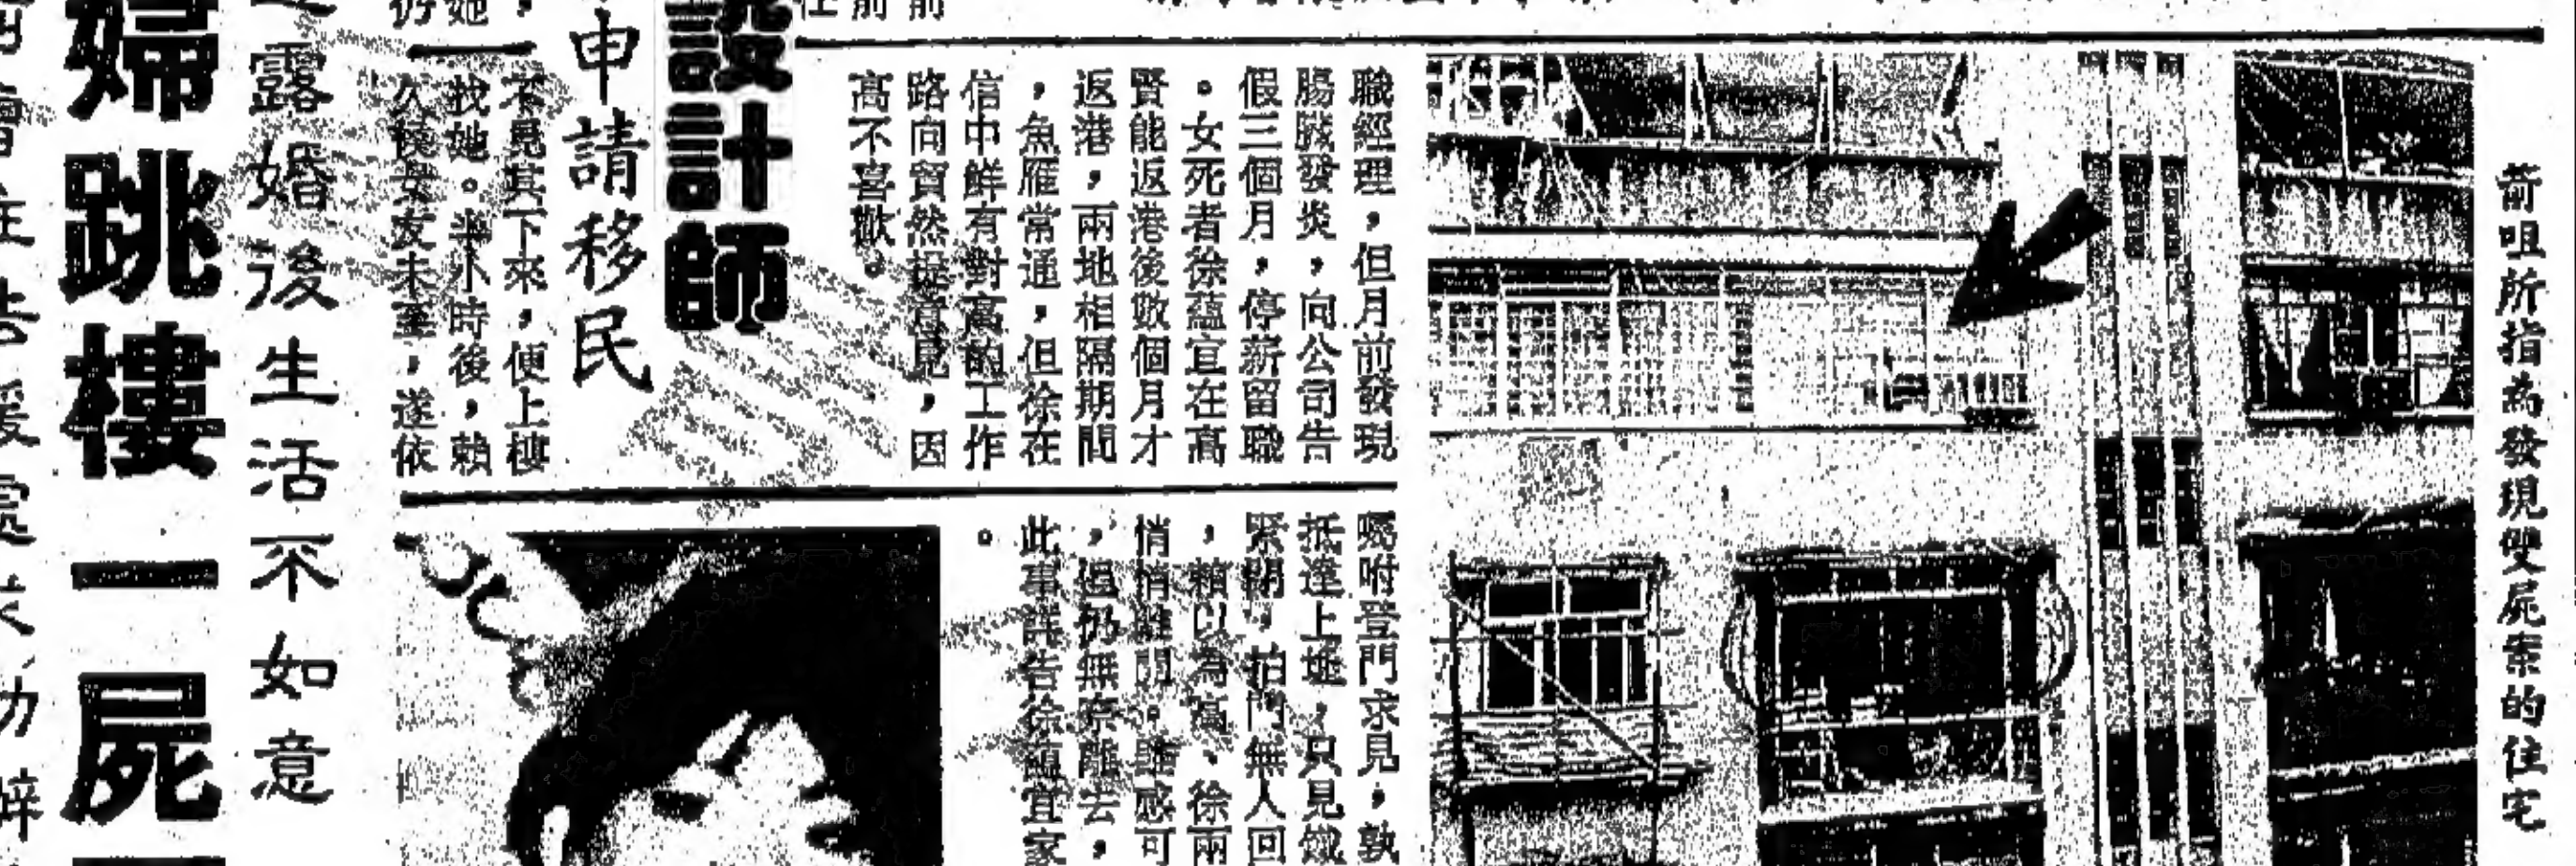 箭咀所指為發現雙屍案的住宅
職經理，但月前發現
腸臟發炎，向公司告
假三個月，停薪留職
。女死者徐蘊宜在高
賢能返港後數個月才
返港，兩地相隔期間
，魚雁常通，但徐在
信中鮮有對高的工作
路向貿然提意見，因
高不喜歡。
設計師
申請移民
不見其下來，便上樓
找她。半小時後，賴
久候女友未至，遂依
囑咐登門求見，孰
抵達上址，只見鐵
緊閉，拍門無人回
，賴以為高、徐兩
悄悄離開。雖感可
，但仍無奈離去，
此事詳告徐蘊宜家
。
露婚後生活不如意
婦跳樓一屍